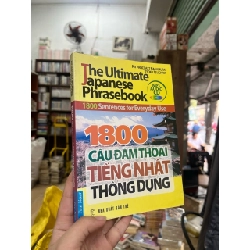 The Ultimate
Japanese
Phrasebook
1800 Sentences for Everyday Use
1800
CÂU ĐÀM THOẠI
TIẾNG NHẬT
THÔNG DỤNG